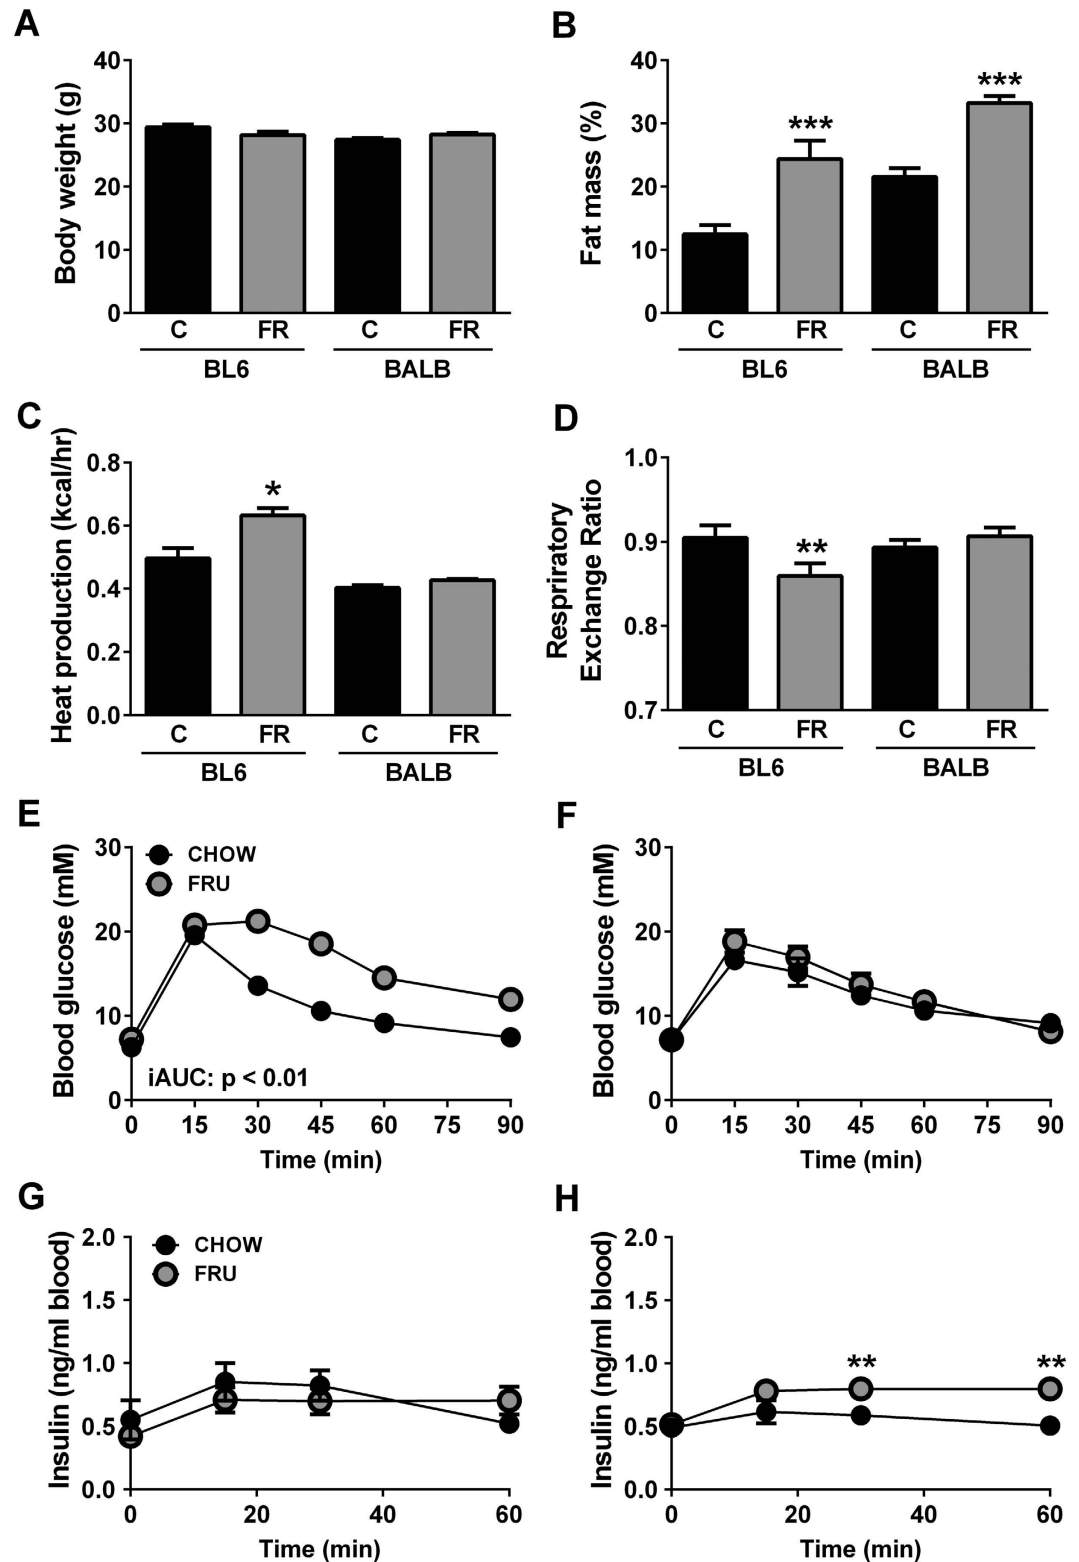 A
Body weight (g)
40
30
20
10
0
C FR C FR
BL6 BALB
B
Fat mass (%)
40
30
20
10
0
***
***
C FR C FR
BL6 BALB
C
Heat production (kcal/hr)
0.8
0.6
0.4
0.2
0.0
*
C FR C FR
BL6 BALB
D
Respriratory
Exchange Ratio
1.0
0.9
0.8
0.7
**
C FR C FR
BL6 BALB
E
Blood glucose (mM)
30
20
10
0
CHOW
FRU
iAUC: p < 0.01
0 15 30 45 60 75 90
Time (min)
F
Blood glucose (mM)
30
20
10
0
0 15 30 45 60 75 90
Time (min)
G
Insulin (ng/ml blood)
2.0
1.5
1.0
0.5
0.0
CHOW
FRU
0 20 40 60
Time (min)
H
Insulin (ng/ml blood)
2.0
1.5
1.0
0.5
0.0
** **
0 20 40 60
Time (min)